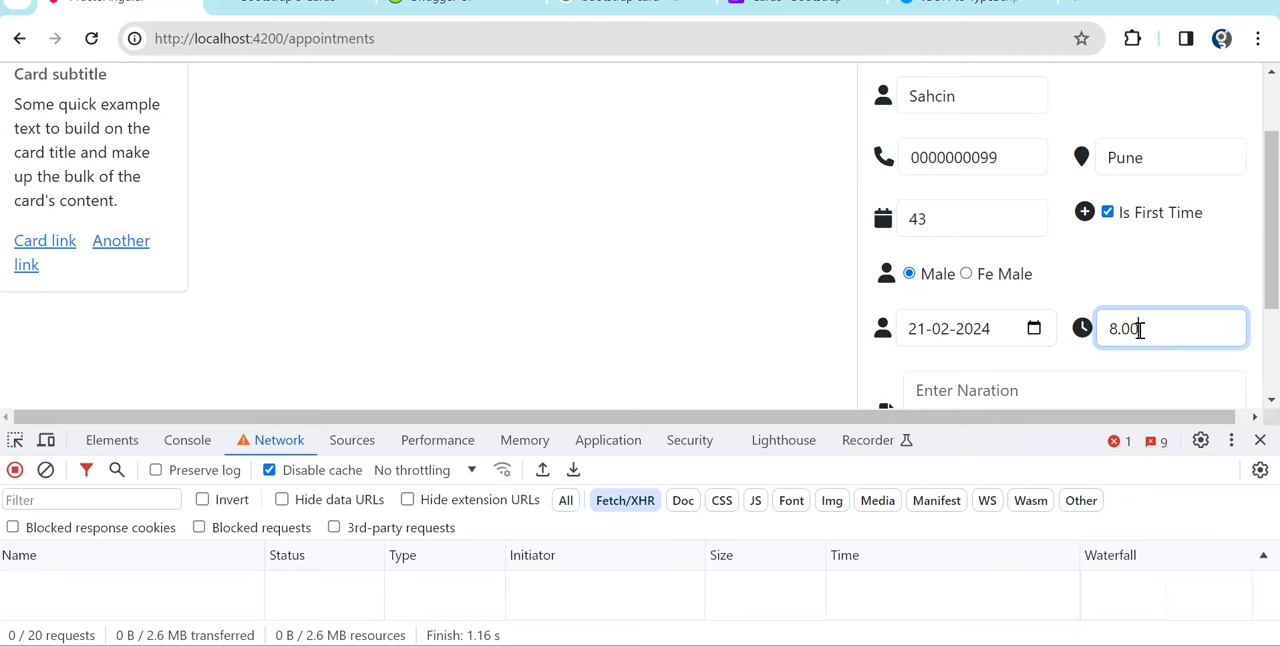 http://localhost:4200/appointments
Card subtitle
Some quick example
text to build on the
card title and make
up the bulk of the
card's content.
Card link Another
link
Sahcin
0000000099 Pune
43 Is First Time
Male Fe Male
21-02-2024 8.00
Enter Naration
Elements Console Network Sources Performance Memory Application Security Lighthouse Recorder 1 9
Preserve log Disable cache No throttling
Filter Invert Hide data URLs Hide extension URLs All Fetch/XHR Doc CSS JS Font Img Media Manifest WS Wasm Other
Blocked response cookies Blocked requests 3rd-party requests
Name Status Type Initiator Size Time Waterfall
0 / 20 requests 0 B / 2.6 MB transferred 0 B / 2.6 MB resources Finish: 1.16 s